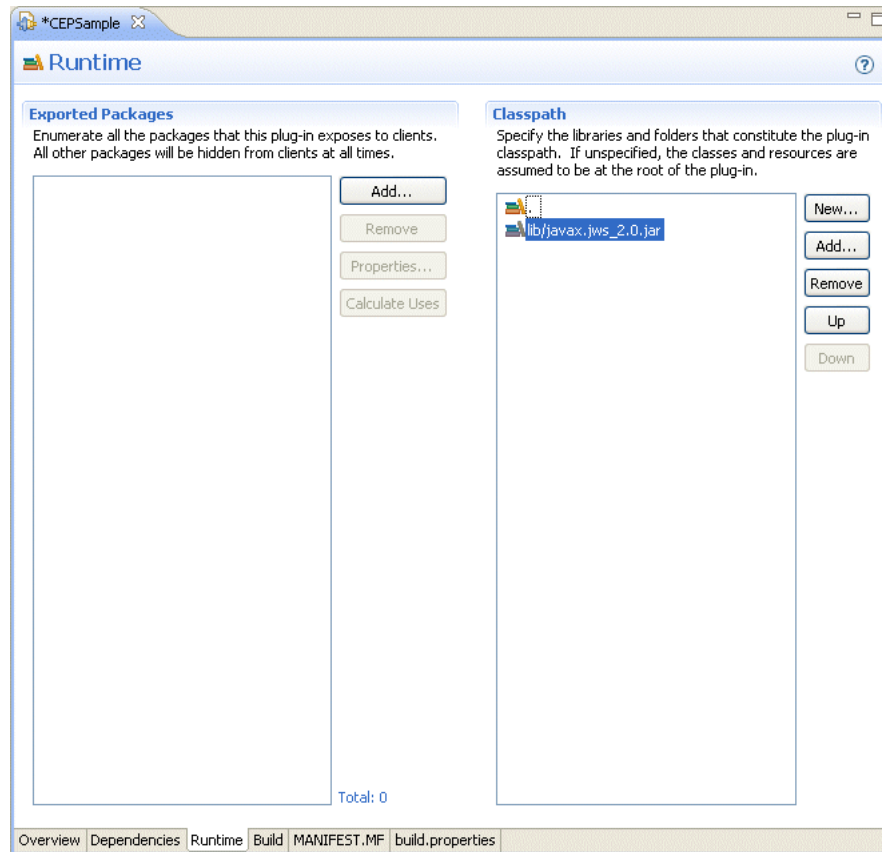 *CEPSample
Runtime
Exported Packages
Enumerate all the packages that this plug-in exposes to clients.
All other packages will be hidden from clients at all times.
Add...
Remove
Properties...
Calculate Uses
Total: 0
Classpath
Specify the libraries and folders that constitute the plug-in
classpath. If unspecified, the classes and resources are
assumed to be at the root of the plug-in.
.
lib/javax.jws_2.0.jar
New...
Add...
Remove
Up
Down
Overview Dependencies Runtime Build MANIFEST.MF build.properties